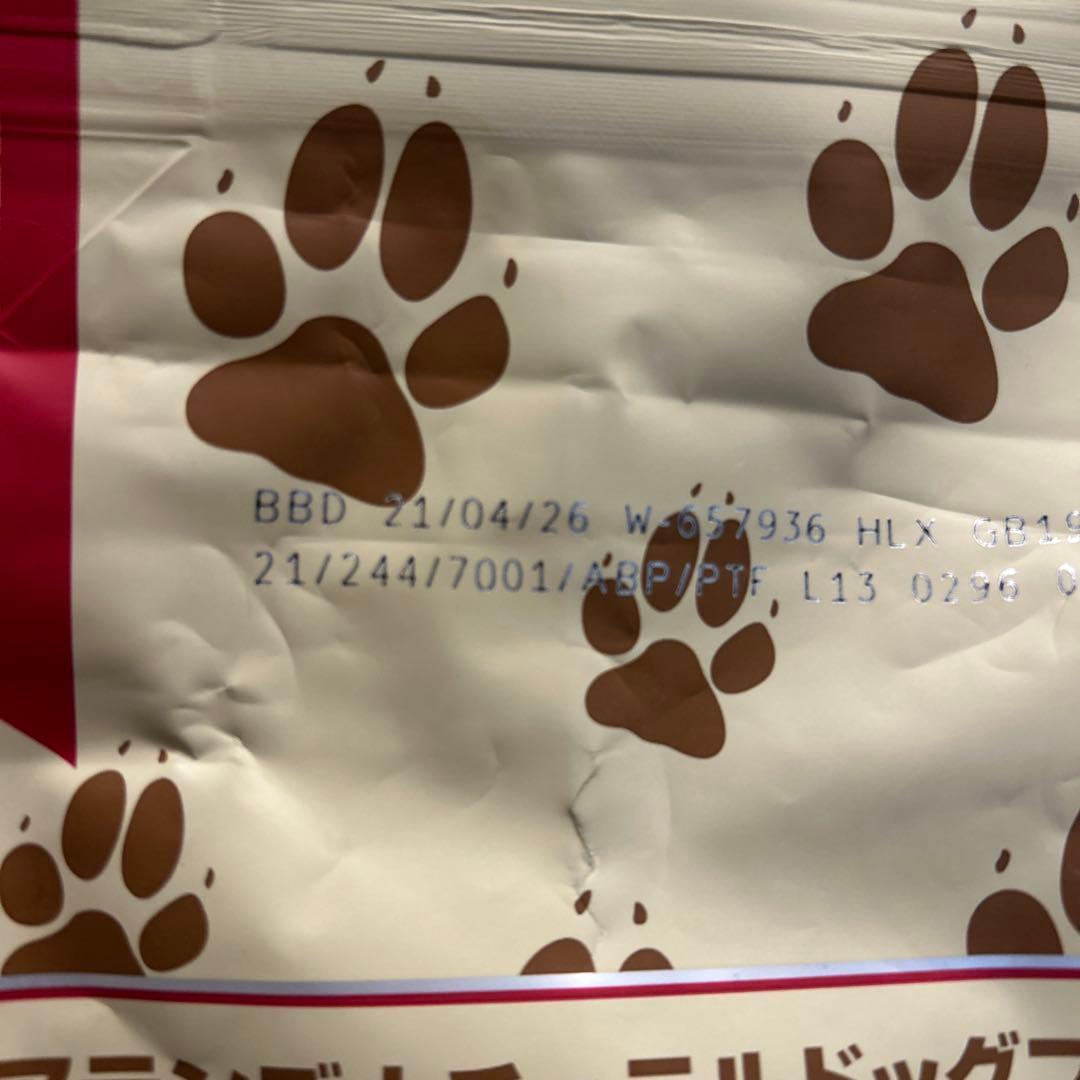 BBD 21/04/26 W-657936 HLX GB19
21/244/7001/ABP/PTF L13 0296 0